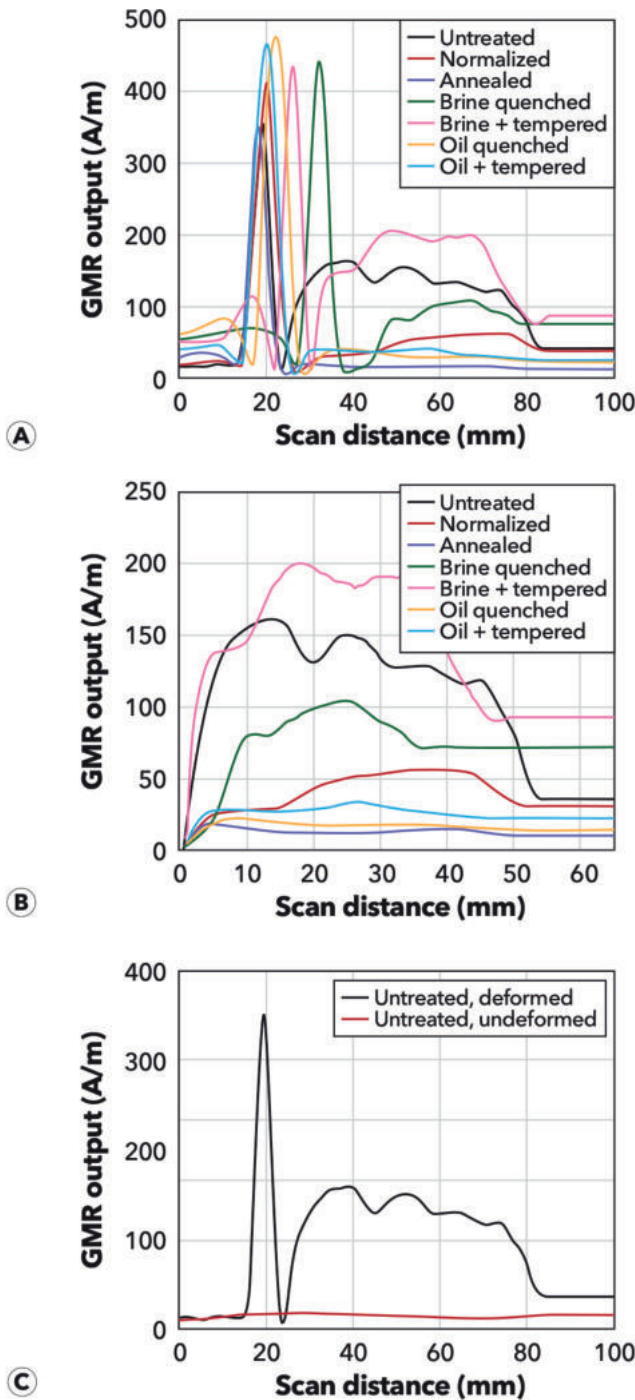 500
400
300
200
100
0
GMR output (A/m)
Untreated
Normalized
Annealed
Brine quenched
Brine + tempered
Oil quenched
Oil + tempered
0 20 40 60 80 100
Scan distance (mm)
A
250
200
150
100
50
0
GMR output (A/m)
Untreated
Normalized
Annealed
Brine quenched
Brine + tempered
Oil quenched
Oil + tempered
0 10 20 30 40 50 60
Scan distance (mm)
B
400
300
200
100
0
GMR output (A/m)
Untreated, deformed
Untreated, undeformed
0 20 40 60 80 100
Scan distance (mm)
C